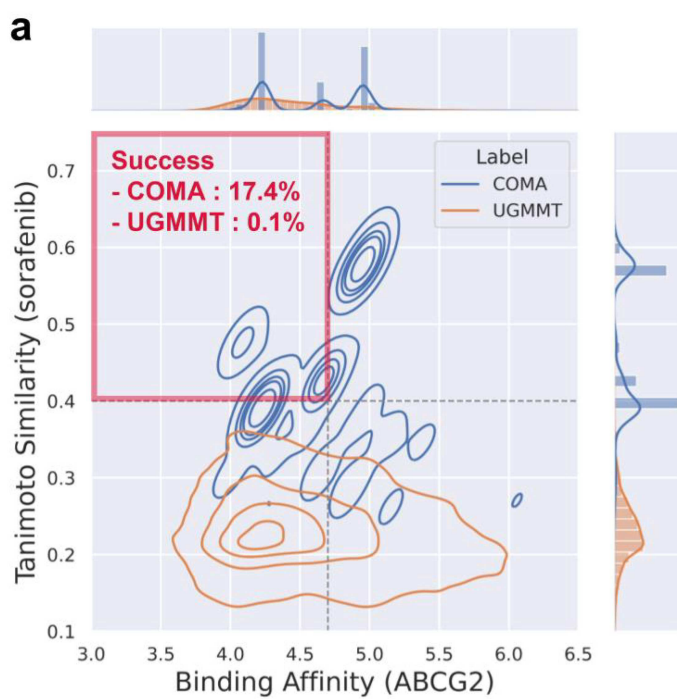 a
Success
- COMA : 17.4%
- UGMMT : 0.1%
Label
COMA
UGMMT
Tanimoto Similarity (sorafenib)
0.7
0.6
0.5
0.4
0.3
0.2
0.1
3.0 3.5 4.0 4.5 5.0 5.5 6.0 6.5
Binding Affinity (ABCG2)